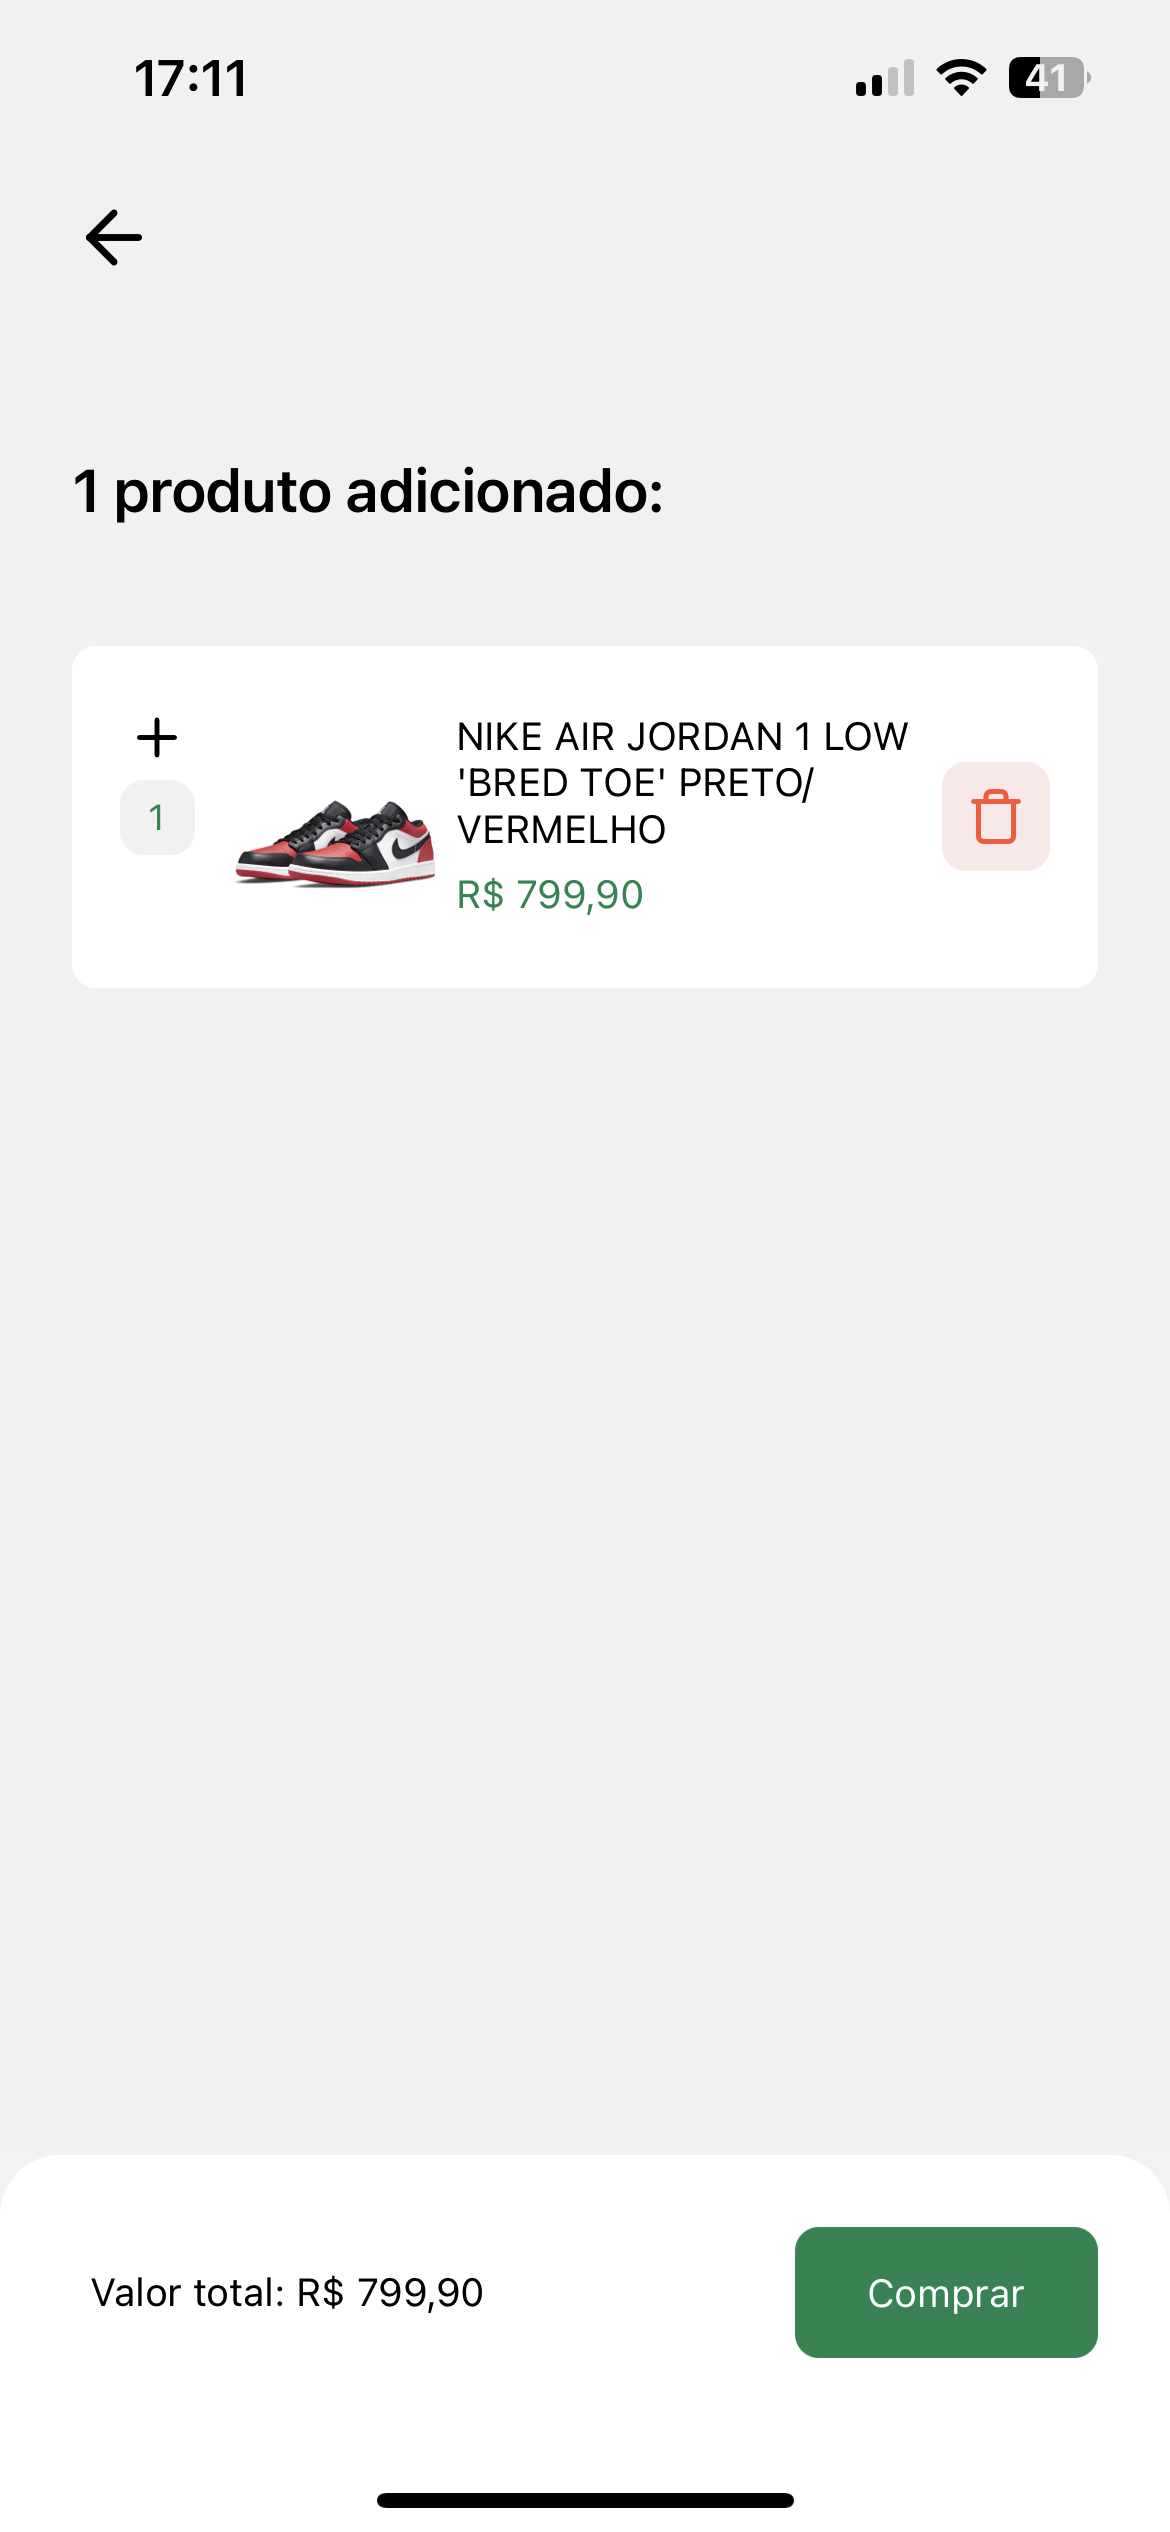 17:11
41
1 produto adicionado:
NIKE AIR JORDAN 1 LOW
'BRED TOE' PRETO/
VERMELHO
1
R$ 799,90
Valor total: R$ 799,90
Comprar